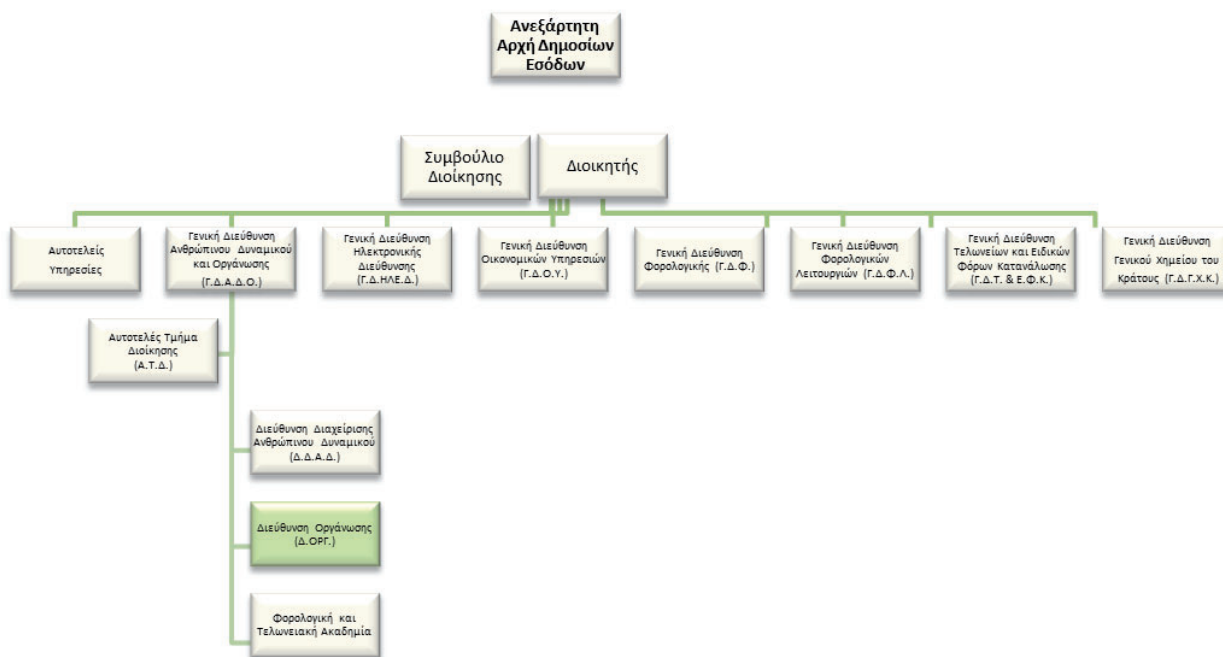 Ανεξάρτητη
Αρχή Δημοσίων
Εσόδων
Συμβούλιο
Διοίκησης
Διοικητής
Αυτοτελείς
Υπηρεσίες
Γενική Διεύθυνση
Ανθρώπινου Δυναμικού
και Οργάνωσης
(Γ.Δ.Α.Δ.Ο.)
Γενική Διεύθυνση
Ηλεκτρονικής
Διεύθυνσης
(Γ.Δ.ΗΛΕ.Δ.)
Γενική Διεύθυνση
Οικονομικών Υπηρεσιών
(Γ.Δ.Ο.Υ.)
Γενική Διεύθυνση
Φορολογικής (Γ.Δ.Φ.)
Γενική Διεύθυνση
Φορολογικών
Λειτουργιών (Γ.Δ.Φ.Λ.)
Γενική Διεύθυνση
Τελωνείων και Ειδικών
Φόρων Κατανάλωσης
(Γ.Δ.Τ. & Ε.Φ.Κ.)
Γενική Διεύθυνση
Γενικού Χημείου του
Κράτους (Γ.Δ.Γ.Χ.Κ.)
Αυτοτελές Τμήμα
Διοίκησης
(Α.Τ.Δ.)
Διεύθυνση Διαχείρισης
Ανθρώπινου Δυναμικού
(Δ.Δ.Α.Δ.)
Διεύθυνση Οργάνωσης
(Δ.ΟΡΓ.)
Φορολογική και
Τελωνειακή Ακαδημία